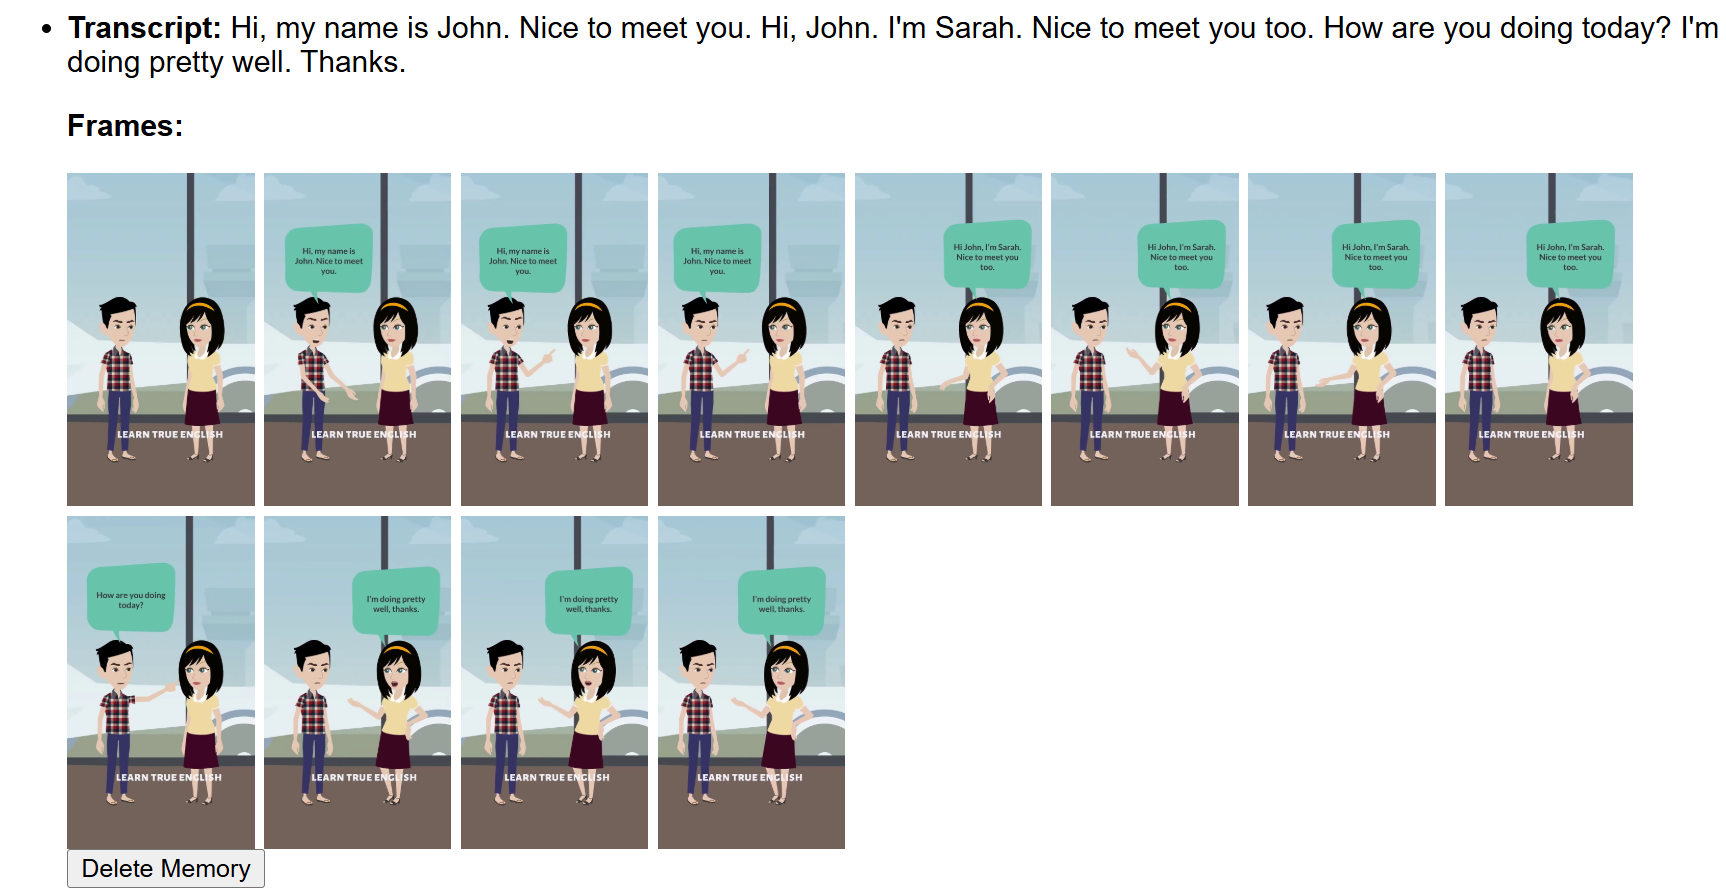 Transcript: Hi, my name is John. Nice to meet you. Hi, John. I'm Sarah. Nice to meet you too. How are you doing today? I'm
doing pretty well. Thanks.
Frames:
Hi, my name is
John. Nice to meet
you.
Hi, my name is
John. Nice to meet
you.
Hi, my name is
John. Nice to meet
you.
Hi John, I'm Sarah.
Nice to meet you
too.
Hi John, I'm Sarah.
Nice to meet you
too.
Hi John, I'm Sarah.
Nice to meet you
too.
Hi John, I'm Sarah.
Nice to meet you
too.
LEARN TRUE ENGLISH
LEARN TRUE ENGLISH
LEARN TRUE ENGLISH
LEARN TRUE ENGLISH
LEARN TRUE ENGLISH
LEARN TRUE ENGLISH
LEARN TRUE ENGLISH
LEARN TRUE ENGLISH
How are you doing
today?
I'm doing pretty
well, thanks.
I'm doing pretty
well, thanks.
I'm doing pretty
well, thanks.
LEARN TRUE ENGLISH
LEARN TRUE ENGLISH
LEARN TRUE ENGLISH
LEARN TRUE ENGLISH
Delete Memory